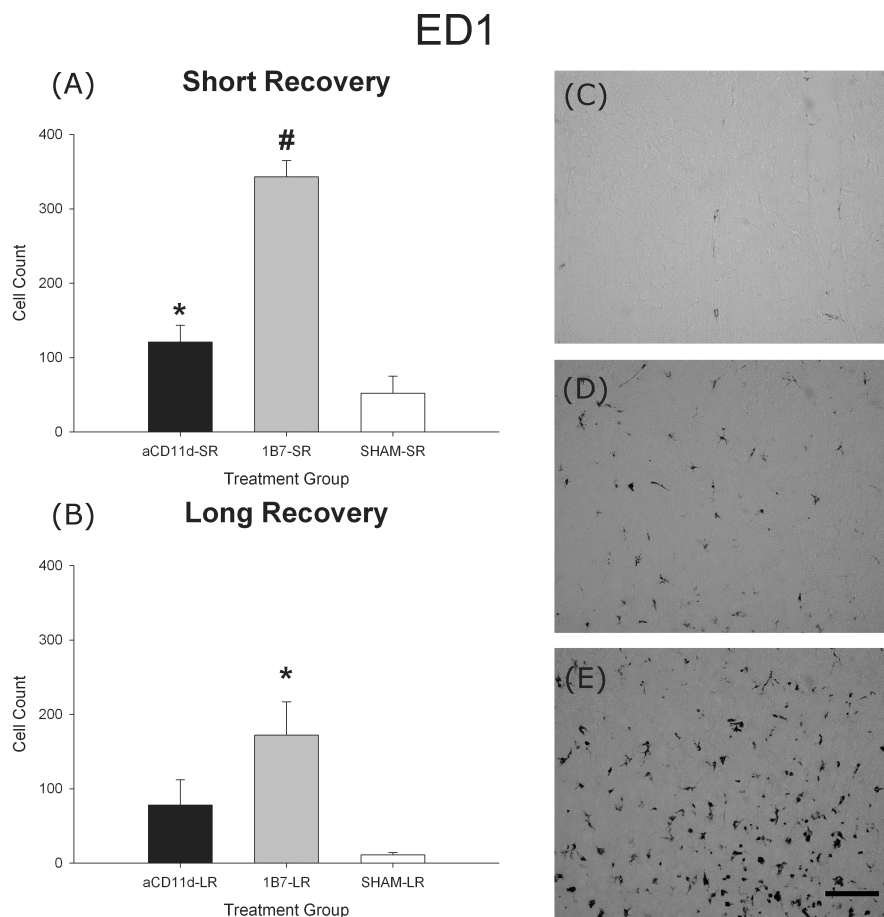 ED1
(A) Short Recovery
400
300
200
100
0
Cell Count
*
#
aCD11d-SR 1B7-SR SHAM-SR
Treatment Group
(B) Long Recovery
400
300
200
100
0
Cell Count
*
aCD11d-LR 1B7-LR SHAM-LR
Treatment Group
(C)
(D)
(E)